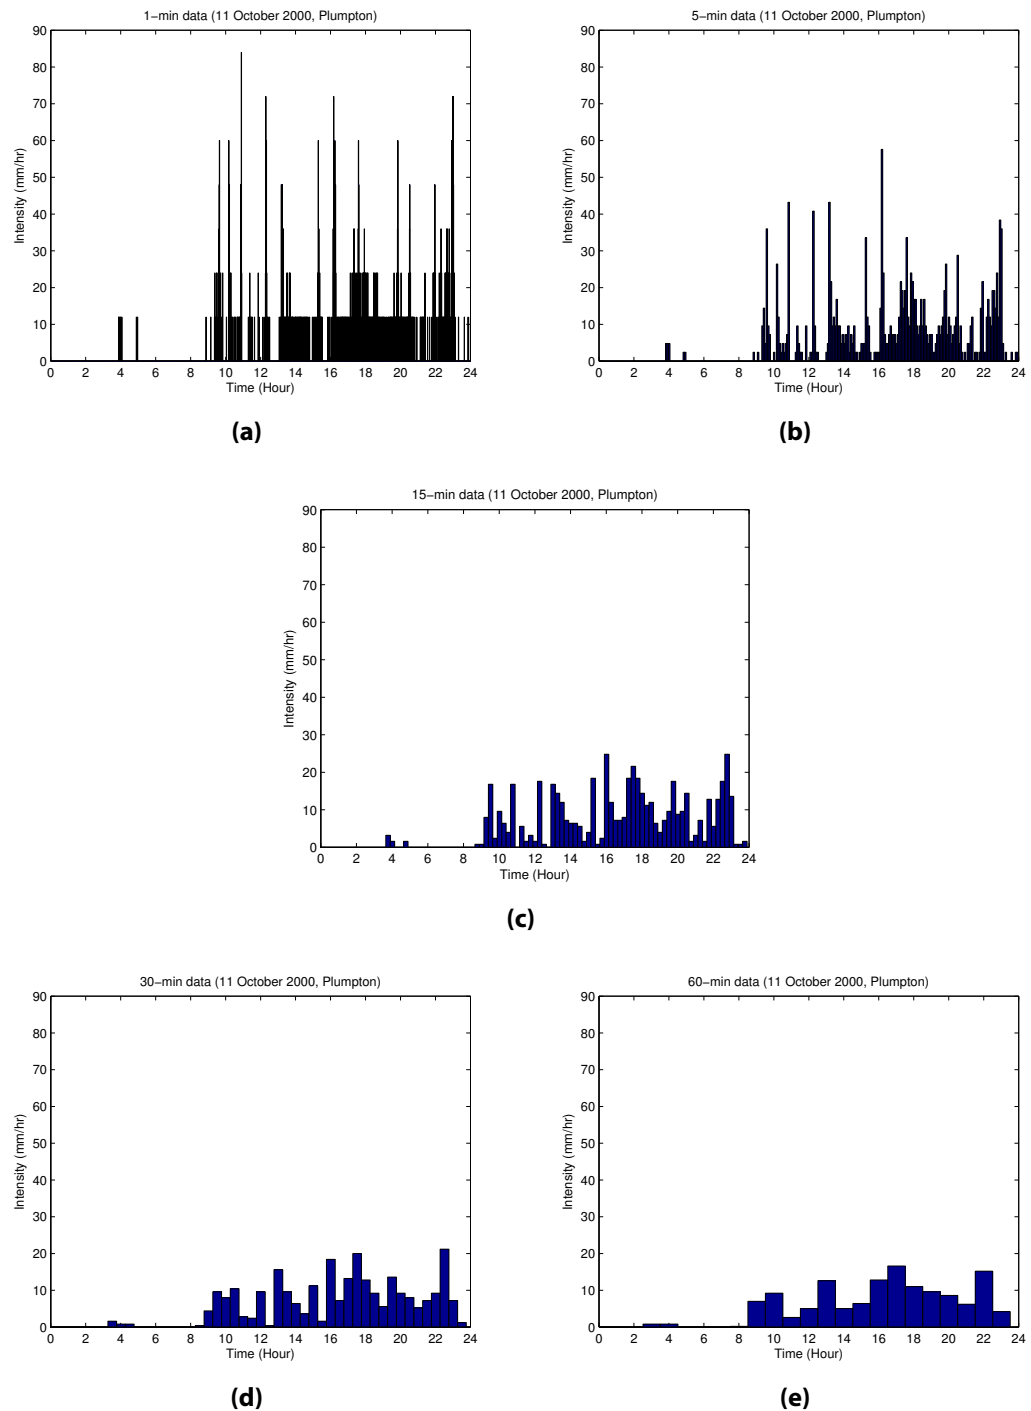 1−min data (11 October 2000, Plumpton)
90
80
70
60
50
40
30
20
10
0
Intensity (mm/hr)
0 2 4 6 8 10 12 14 16 18 20 22 24
Time (Hour)
(a)
5−min data (11 October 2000, Plumpton)
90
80
70
60
50
40
30
20
10
0
Intensity (mm/hr)
0 2 4 6 8 10 12 14 16 18 20 22 24
Time (Hour)
(b)
15−min data (11 October 2000, Plumpton)
90
80
70
60
50
40
30
20
10
0
Intensity (mm/hr)
0 2 4 6 8 10 12 14 16 18 20 22 24
Time (Hour)
(c)
30−min data (11 October 2000, Plumpton)
90
80
70
60
50
40
30
20
10
0
Intensity (mm/hr)
0 2 4 6 8 10 12 14 16 18 20 22 24
Time (Hour)
(d)
60−min data (11 October 2000, Plumpton)
90
80
70
60
50
40
30
20
10
0
Intensity (mm/hr)
0 2 4 6 8 10 12 14 16 18 20 22 24
Time (Hour)
(e)